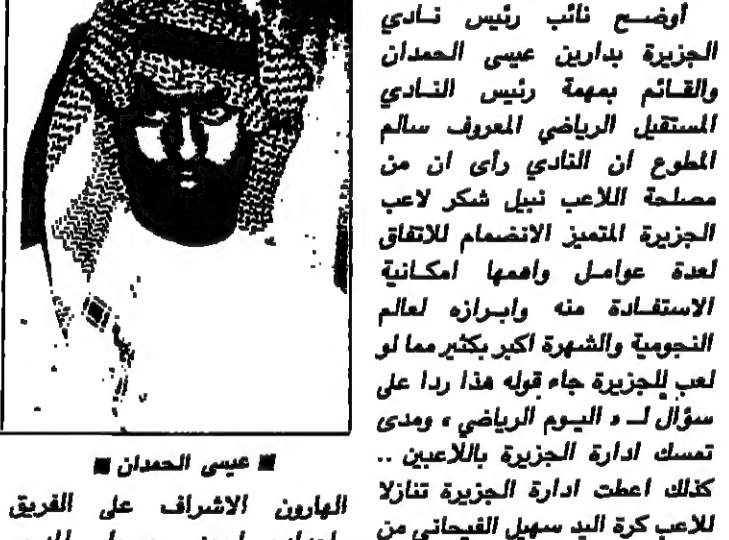 أوضح نائب رئيس نادي
الجزيرة بدارين عيسى الحمدان
والقائم بمهمة رئيس النادي
المستقيل الرياضي المعروف سالم
المطوع ان النادي رأى ان من
مصلحة اللاعب نبيل شكر لاعب
الجزيرة المتميز الانضمام للاتفاق
لعدة عوامل واهمها امكانية
الاستفادة منه وابرازه لعالم
النجومية والشهرة اكبر بكثير مما لو
لعب للجزيرة جاء قوله هذا ردا على
سؤال لـ « اليوم الرياضي » ومدى
تمسك ادارة الجزيرة باللاعبين ..
كذلك اعطت ادارة الجزيرة تنازلا
للاعب كرة اليد سهيل الفيحاني من
■ عيسى الحمدان ■
الهارون الاشراف على الفريق